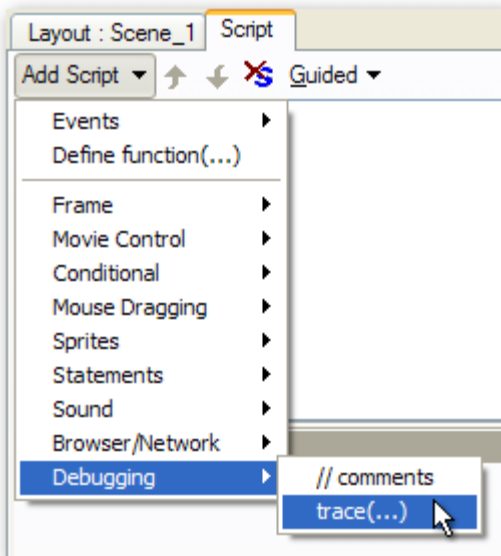 Layout : Scene_1 Script
Add Script Guided
Events
Define function(...)
Frame
Movie Control
Conditional
Mouse Dragging
Sprites
Statements
Sound
Browser/Network
Debugging
// comments
trace(...)